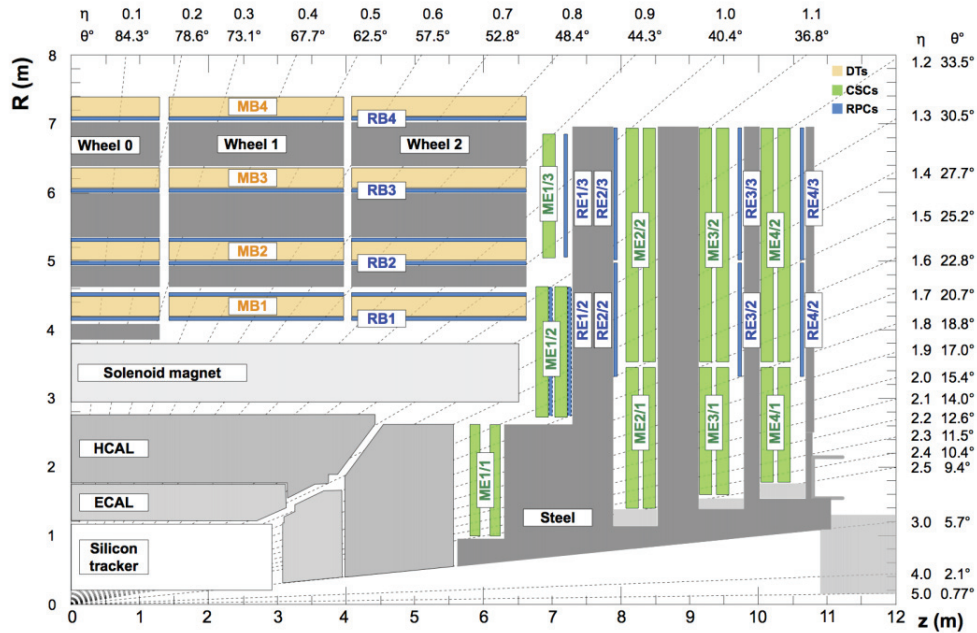 η 0.1 0.2 0.3 0.4 0.5 0.6 0.7 0.8 0.9 1.0 1.1
θ° 84.3° 78.6° 73.1° 67.7° 62.5° 57.5° 52.8° 48.4° 44.3° 40.4° 36.8° η θ°
R (m)
8
7
6
5
4
3
2
1
0
1.2 33.5°
1.3 30.5°
1.4 27.7°
1.5 25.2°
1.6 22.8°
1.7 20.7°
1.8 18.8°
1.9 17.0°
2.0 15.4°
2.1 14.0°
2.2 12.6°
2.3 11.5°
2.4 10.4°
2.5 9.4°
3.0 5.7°
4.0 2.1°
5.0 0.77°
DTs
CSCs
RPCs
MB4
RB4
Wheel 0 Wheel 1 Wheel 2
MB3
RB3
MB2
RB2
MB1
RB1
Solenoid magnet
HCAL
ECAL
Silicon
tracker
Steel
ME1/3
RE1/3
RE2/3
ME2/2
ME3/2
RE3/3
ME4/2
RE4/3
ME1/2
RE1/2
RE2/2
RE3/2
RE4/2
ME1/1
ME2/1
ME3/1
ME4/1
0 1 2 3 4 5 6 7 8 9 10 11 12
z (m)